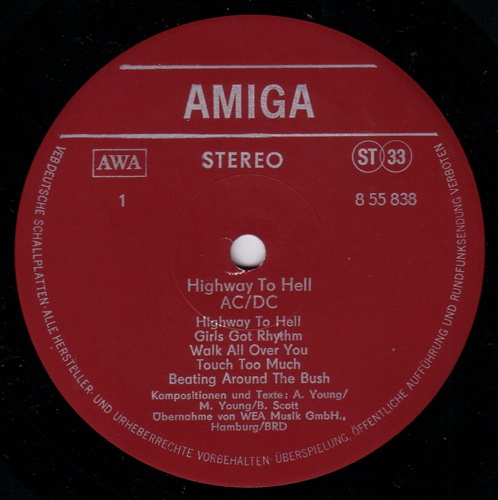 AMIGA
AWA
STEREO
ST 33
1
8 55 838
Highway To Hell
AC/DC
Highway To Hell
Girls Got Rhythm
Walk All Over You
Touch Too Much
Beating Around The Bush
Kompositionen und Texte: A. Young/
M. Young/B. Scott
Übernahme von WEA Musik GmbH.,
Hamburg/BRD
VEB DEUTSCHE SCHALLPLATTEN · ALLE HERSTELLER- UND URHEBERRECHTE VORBEHALTEN · ÜBERSPIELUNG, ÖFFENTLICHE AUFFÜHRUNG UND RUNDFUNKSENDUNG VERBOTEN